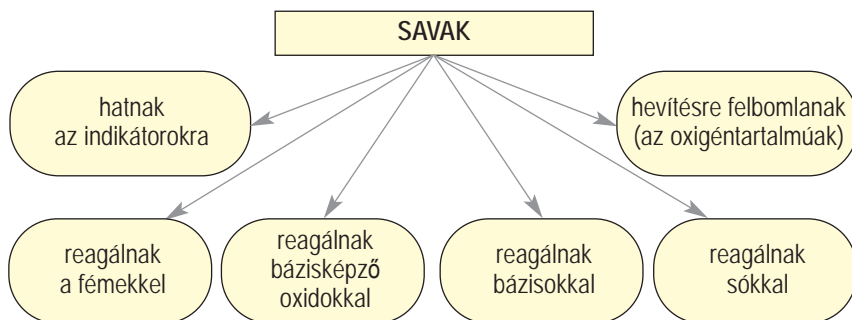 SAVAK
hatnak
az indikátorokra
hevítésre felbomlanak
(az oxigéntartalmúak)
reagálnak
a fémekkel
reagálnak
bázisképző
oxidokkal
reagálnak
bázisokkal
reagálnak
sókkal